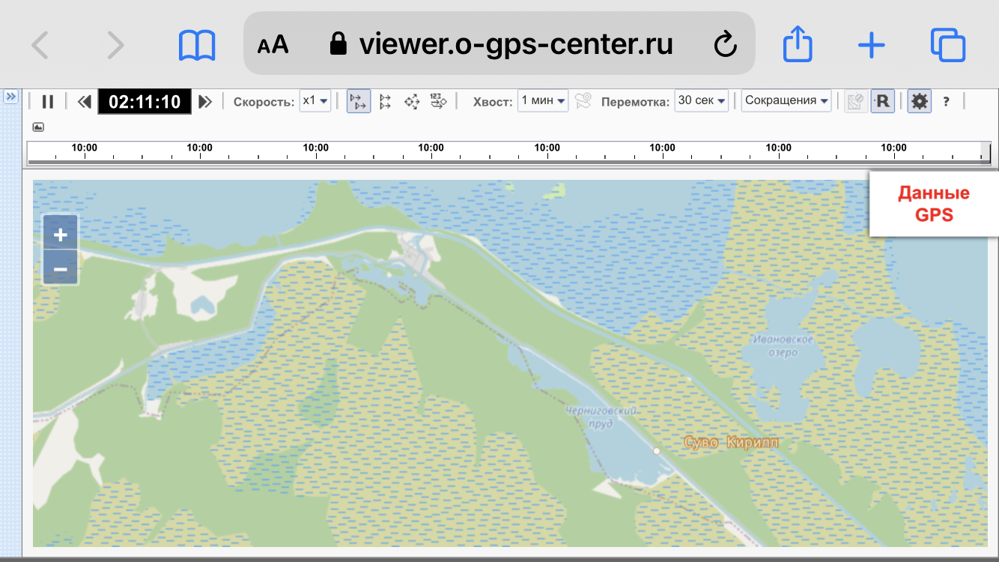 AA viewer.o-gps-center.ru
02:11:10 Скорость: x1 123 Хвост: 1 мин Перемотка: 30 сек Сокращения R ?
10:00 10:00 10:00 10:00 10:00 10:00 10:00 10:00
Данные
GPS
+
−
Ивановское
озеро
Черниговский
пруд
Суво Кирилл